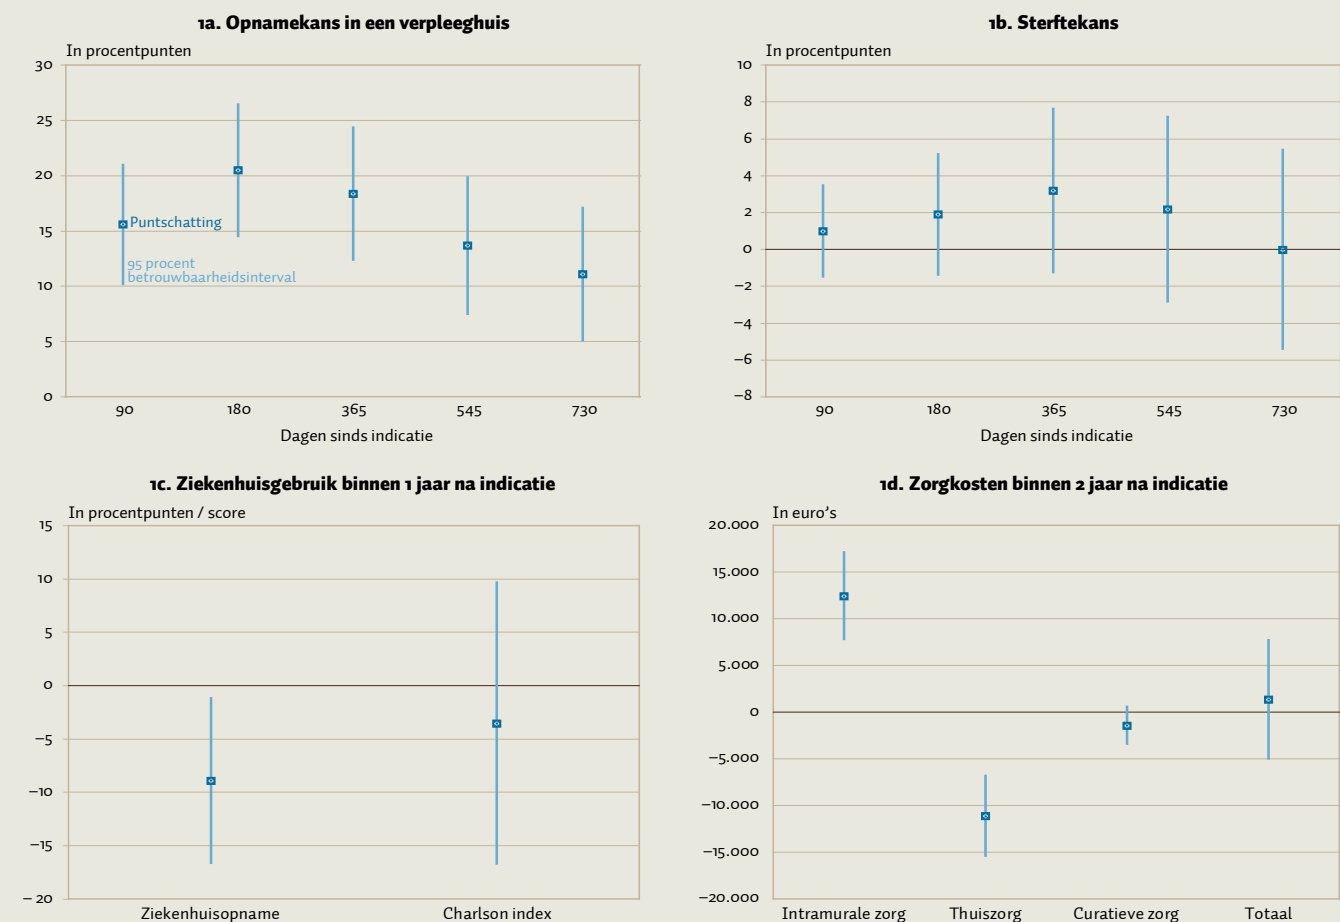 1a. Opnamekans in een verpleeghuis
In procentpunten
30
25
20
15
10
5
0
Puntschatting
95 procent
betrouwbaarheidsinterval
90 180 365 545 730
Dagen sinds indicatie
1b. Sterftekans
In procentpunten
10
8
6
4
2
0
−2
−4
−6
−8
90 180 365 545 730
Dagen sinds indicatie
1c. Ziekenhuisgebruik binnen 1 jaar na indicatie
In procentpunten / score
15
10
5
0
−5
−10
−15
−20
Ziekenhuisopname Charlson index
1d. Zorgkosten binnen 2 jaar na indicatie
In euro's
20.000
15.000
10.000
5.000
0
−5.000
−10.000
−15.000
−20.000
Intramurale zorg Thuiszorg Curatieve zorg Totaal